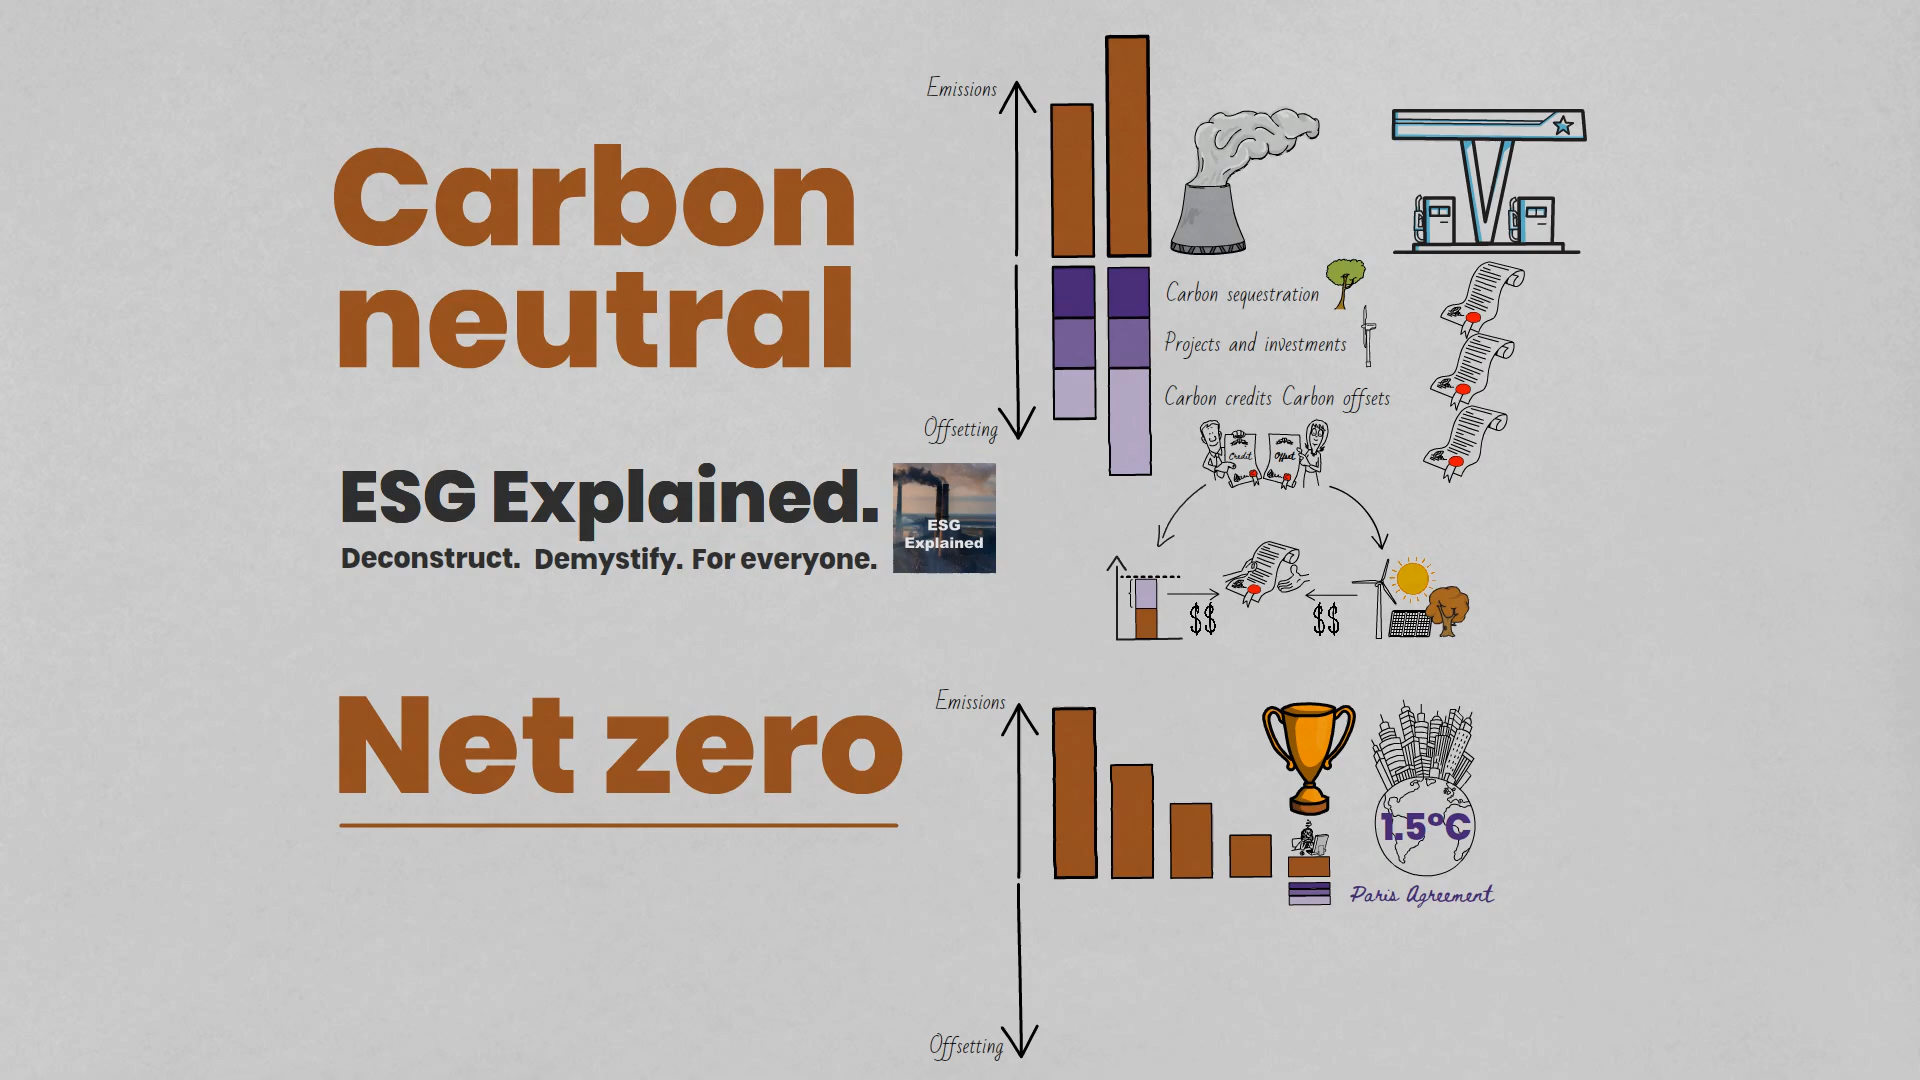 Carbon
neutral
Emissions
Offsetting
Carbon sequestration
Projects and investments
Carbon credits Carbon offsets
Credit
Offset
$$
$$
ESG Explained.
Deconstruct. Demystify. For everyone.
ESG
Explained
Net zero
Emissions
Offsetting
1.5°C
Paris Agreement